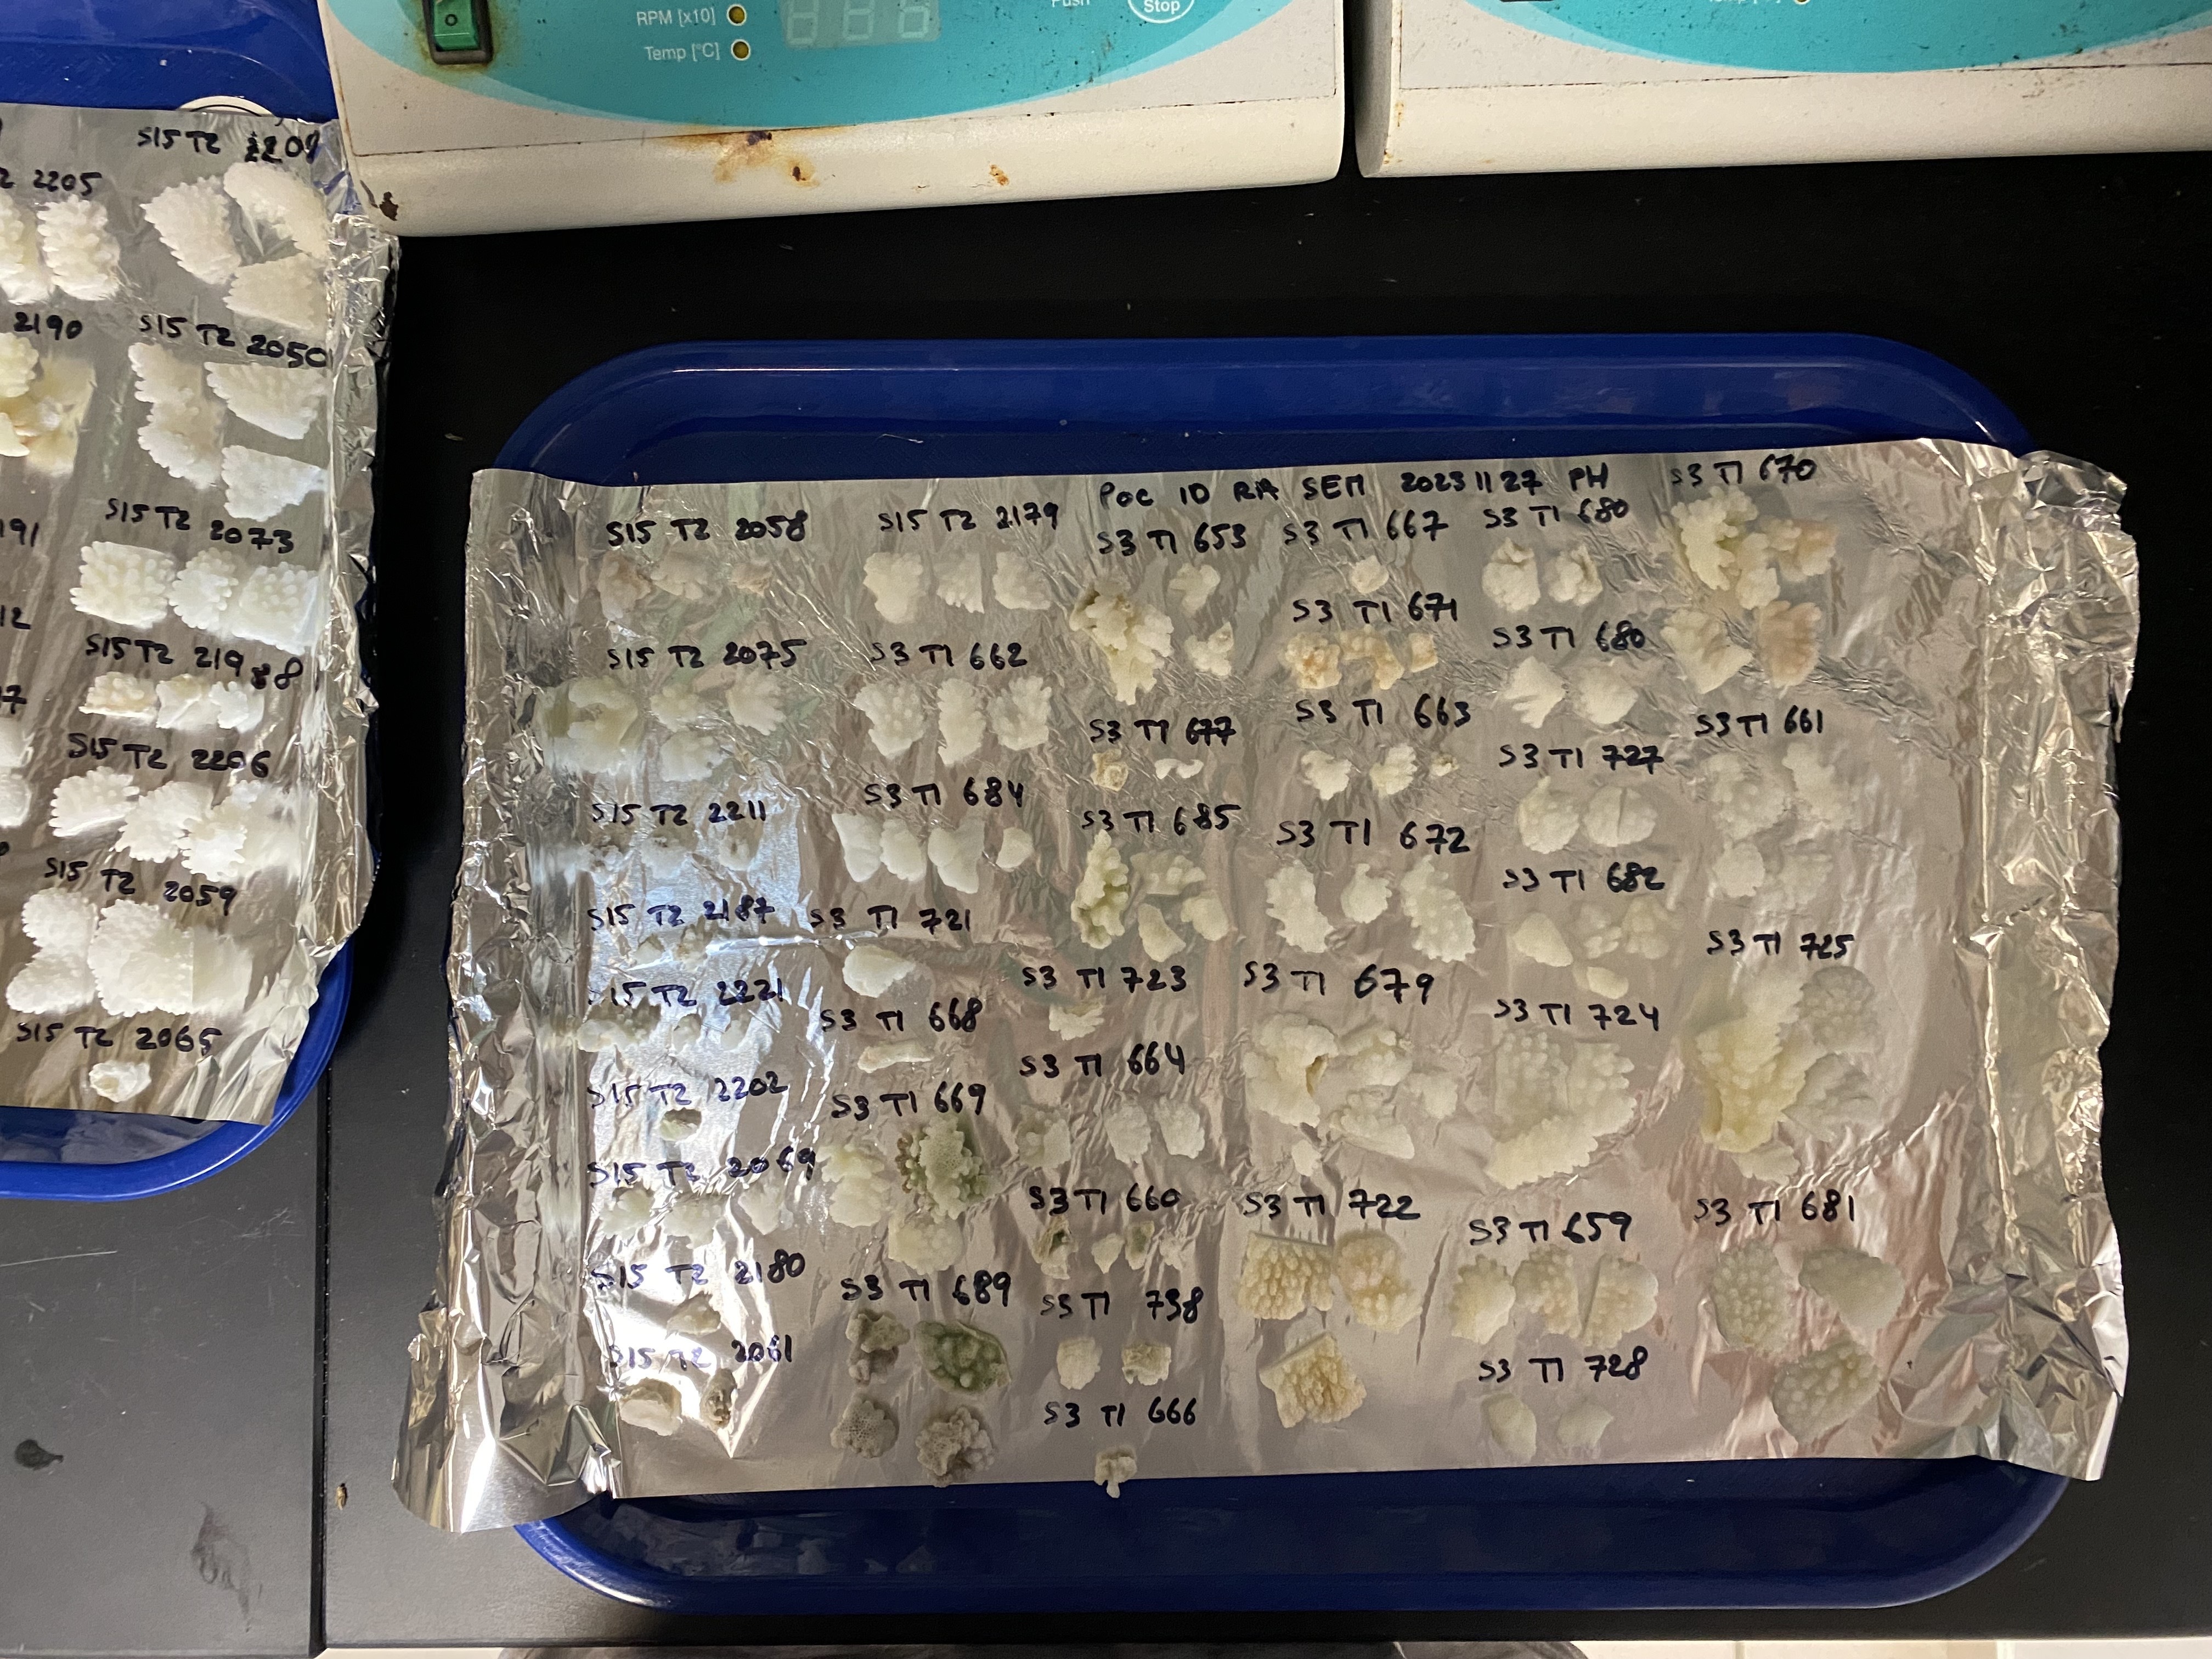 RPM [x10]
Temp [°C]
Push
Stop
S15 T2 2209
2205
2190
S15 T2 2050
S15 T2 2073
S15 T2 2198
S15 T2 2206
S15 T2 2059
S15 T2 2065
POC ID RA SEM 20231127 PH
S15 T2 2058
S15 T2 2075
S15 T2 2211
S15 T2 2187
S15 T2 2221
S15 T2 2202
S15 T2 2069
S15 T2 2180
S15 T2 2061
S15 T2 2179
S3 T1 662
S3 T1 684
S3 T1 721
S3 T1 668
S3 T1 669
S3 T1 689
S3 T1 653
S3 T1 677
S3 T1 685
S3 T1 723
S3 T1 664
S3 T1 660
S3 T1 738
S3 T1 666
S3 T1 667
S3 T1 671
S3 T1 663
S3 T1 672
S3 T1 679
S3 T1 722
S3 T1 680
S3 T1 680
S3 T1 727
S3 T1 682
S3 T1 724
S3 T1 659
S3 T1 728
S3 T1 670
S3 T1 661
S3 T1 725
S3 T1 681